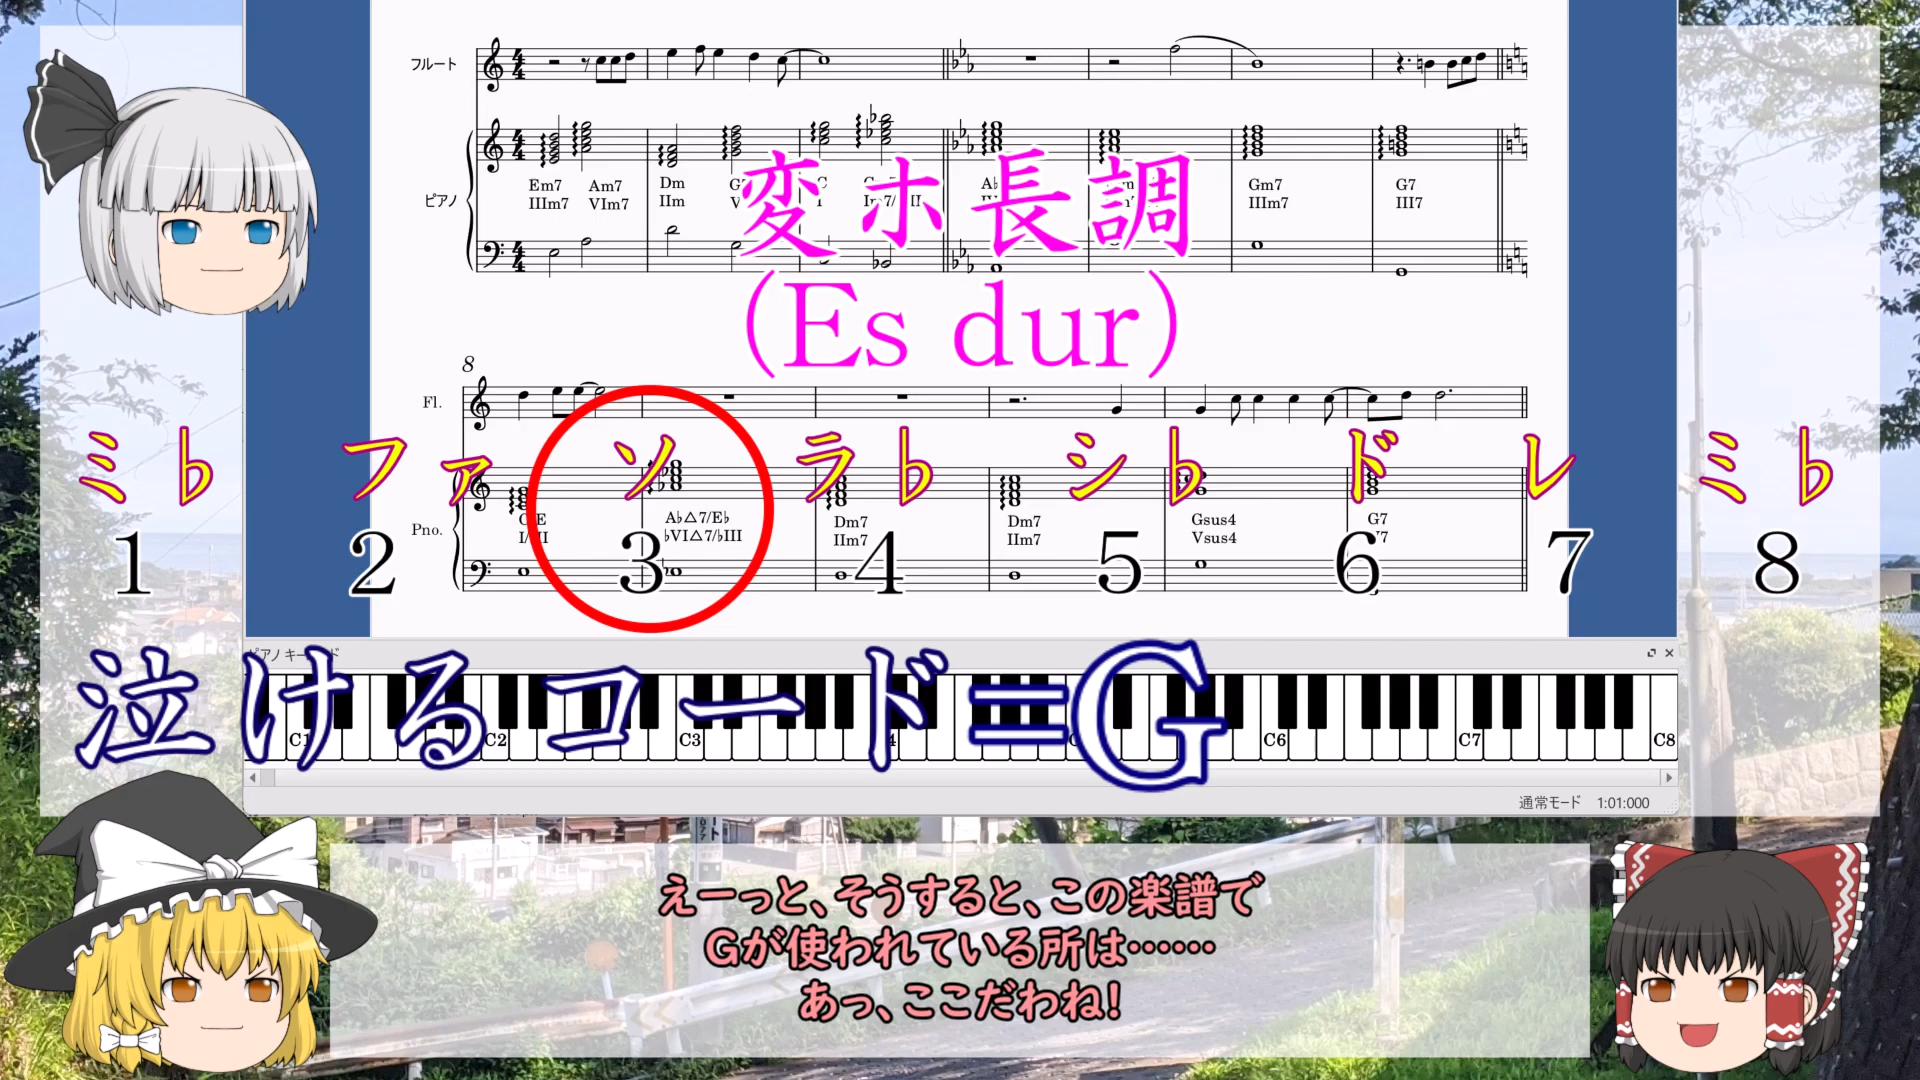 フルート
ピアノ
Em7 Am7 Dm
IIIm7 VIm7 IIm
Gm7 G7
IIIm7 III7
変ホ長調
(Es dur)
8
Fl.
ミ♭ ファ ソ ラ♭ シ♭ ド レ ミ♭
Pno.
A♭△7/E♭ Dm7 Dm7 Gsus4 G7
♭VI△7/♭III IIm7 IIm7 Vsus4
1 2 3 4 5 6 7 8
泣けるコード=G
C3 C6 C7 C8
通常モード 1:01:000
えーっと、そうすると、この楽譜で
Gが使われている所は……
あっ、ここだわね!